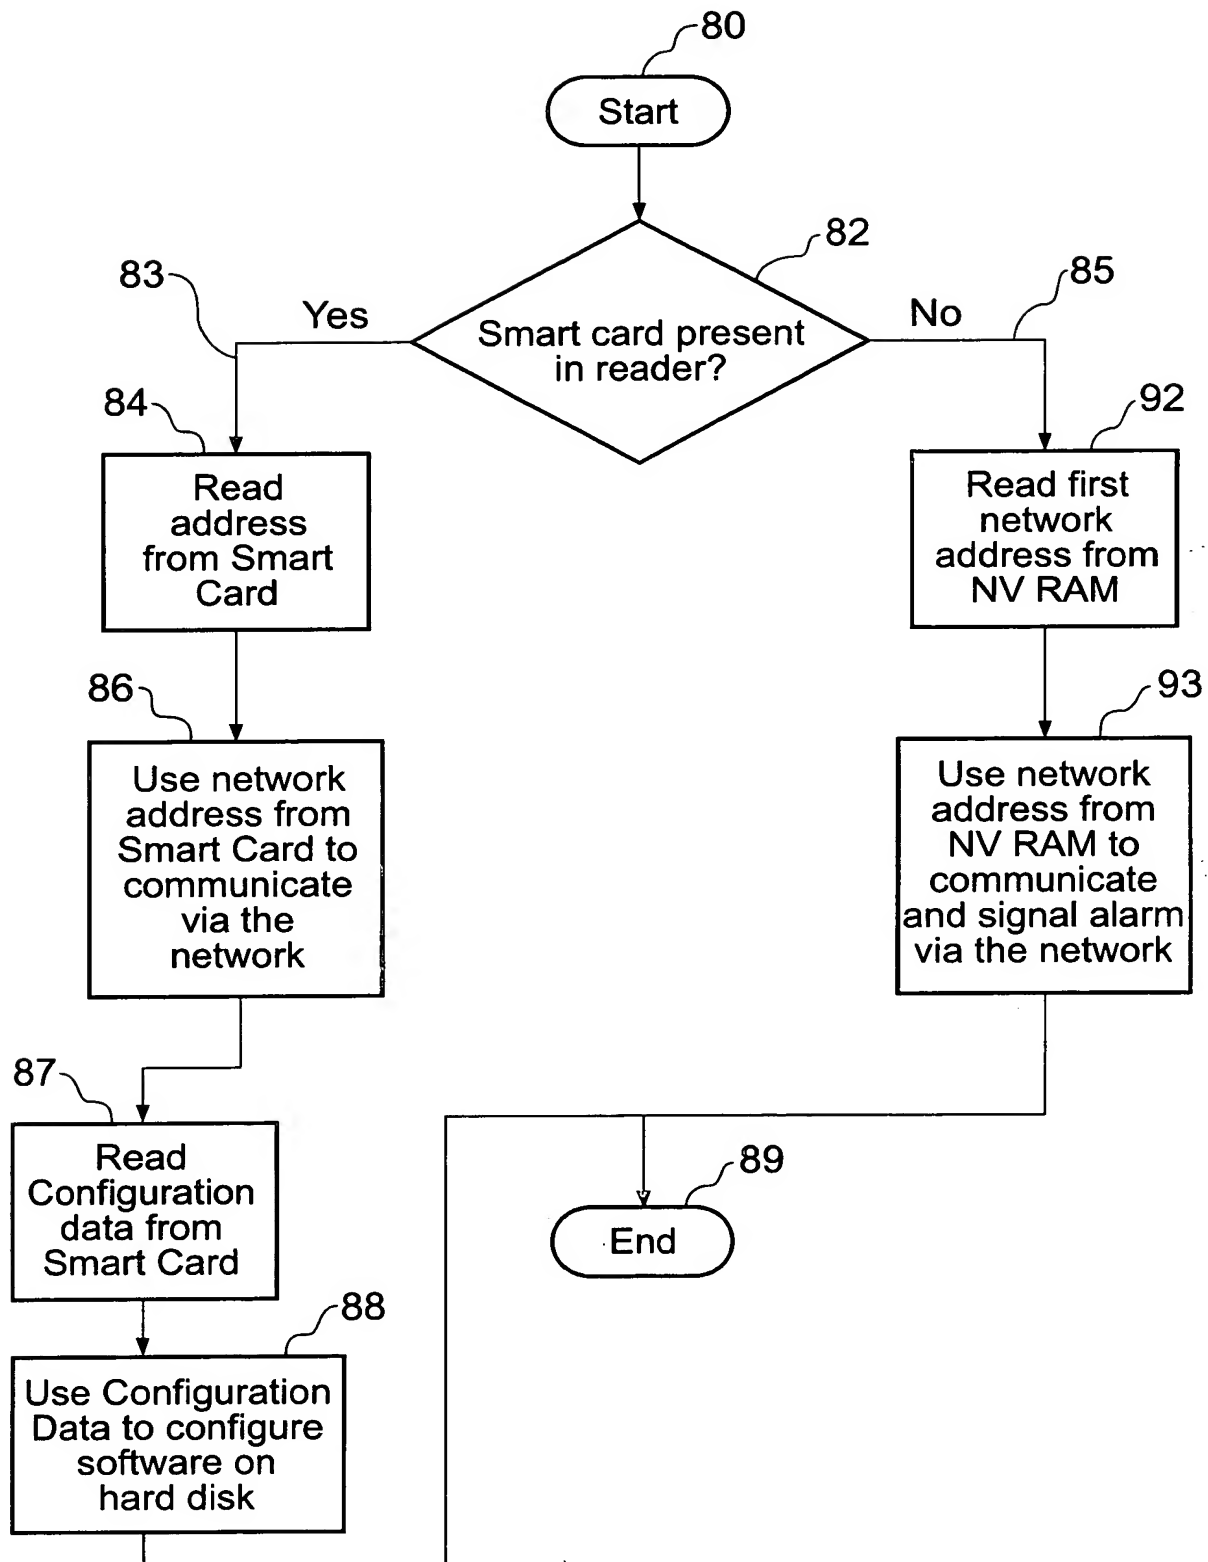 80
Start
82
83
85
Yes
No
Smart card present
in reader?
84
92
Read
address
from Smart
Card
Read first
network
address from
NV RAM
86
93
Use network
address from
Smart Card to
communicate
via the
network
Use network
address from
NV RAM to
communicate
and signal alarm
via the network
87
Read
Configuration
data from
Smart Card
89
End
88
Use Configuration
Data to configure
software on
hard disk